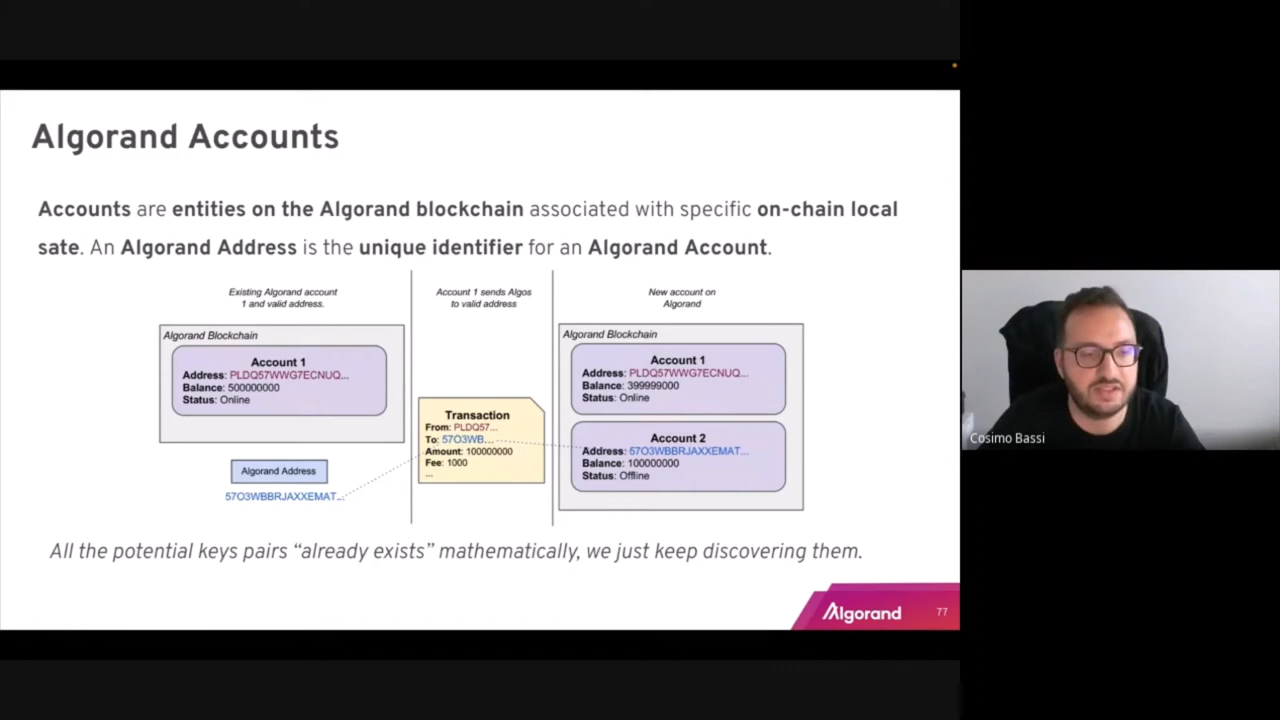 Algorand Accounts
Accounts are entities on the Algorand blockchain associated with specific on-chain local
sate. An Algorand Address is the unique identifier for an Algorand Account.
Existing Algorand account
1 and valid address.
Algorand Blockchain
Account 1
Address: PLDQ57WWG7ECNUQ...
Balance: 500000000
Status: Online
Algorand Address
57O3WBBRJAXXEMAT...
Account 1 sends Algos
to valid address
Transaction
From: PLDQ57...
To: 57O3WB...
Amount: 100000000
Fee: 1000
...
New account on
Algorand
Algorand Blockchain
Account 1
Address: PLDQ57WWG7ECNUQ...
Balance: 399999000
Status: Online
Account 2
Address: 57O3WBBRJAXXEMAT...
Balance: 100000000
Status: Offline
All the potential keys pairs “already exists” mathematically, we just keep discovering them.
Algorand
77
Cosimo Bassi